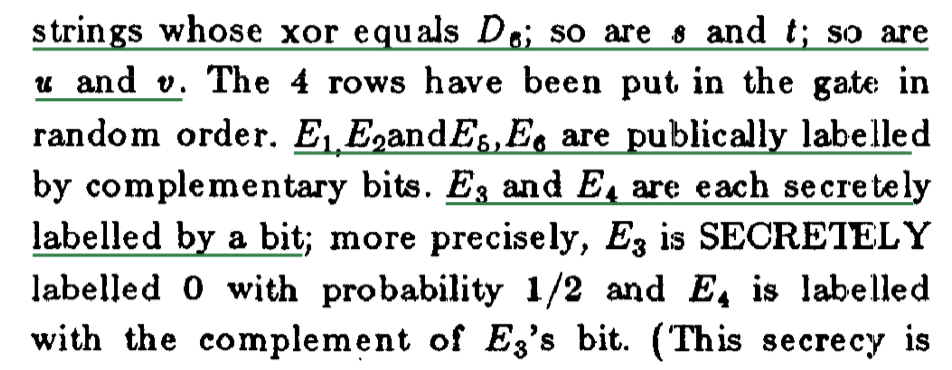 strings whose xor equals D₆; so are s and t; so are
u and v. The 4 rows have been put in the gate in
random order. E₁,E₂andE₅,E₆ are publically labelled
by complementary bits. E₃ and E₄ are each secretely
labelled by a bit; more precisely, E₃ is SECRETELY
labelled 0 with probability 1/2 and E₄ is labelled
with the complement of E₃'s bit. (This secrecy is